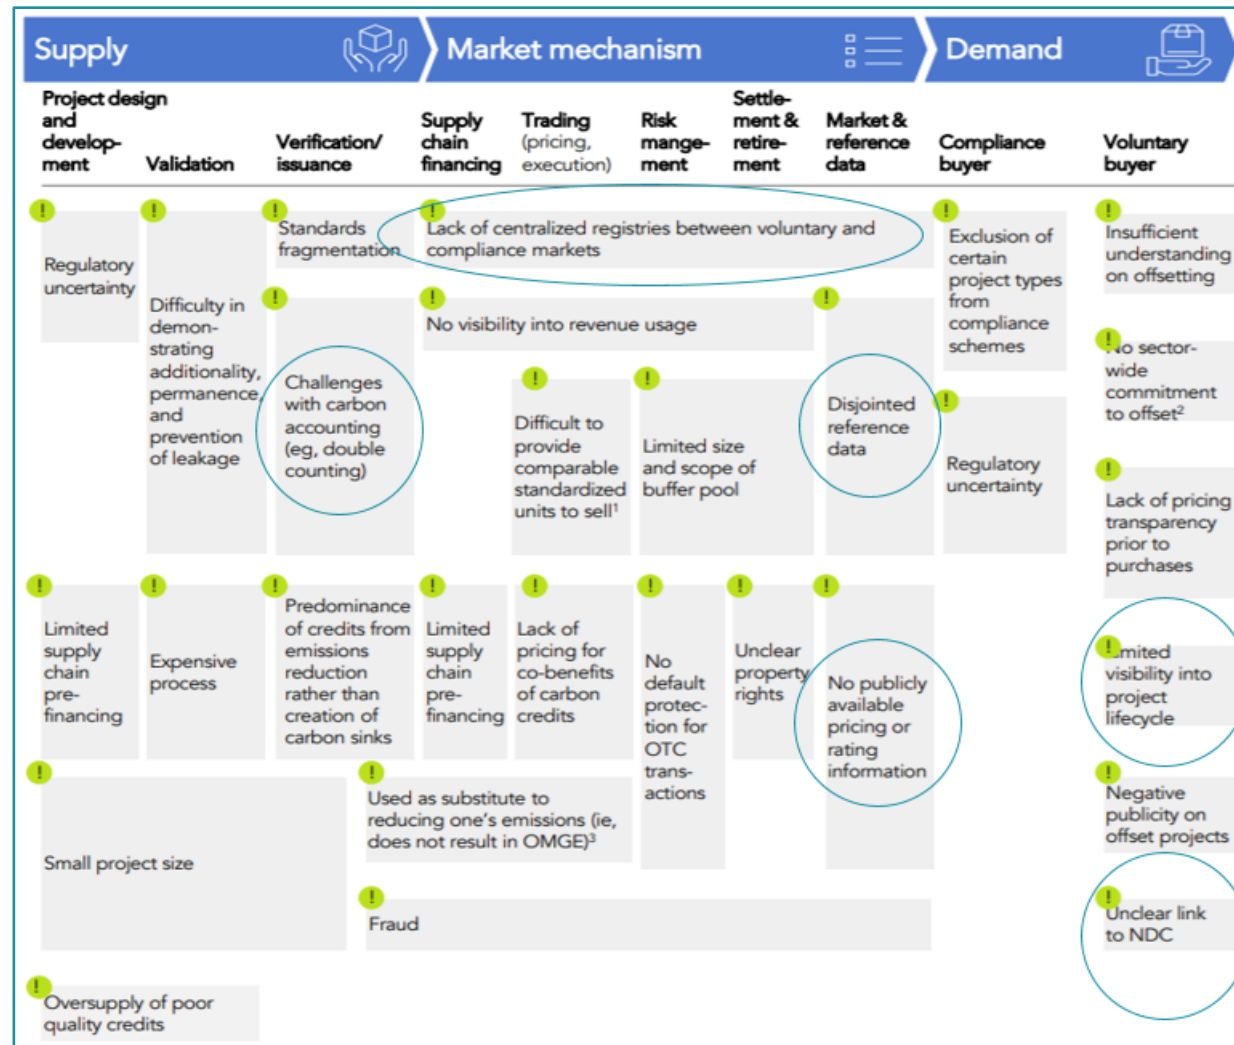 Supply
Market mechanism
Demand
Project design
and
develop-
ment
Validation
Verification/
issuance
Supply
chain
financing
Trading
(pricing,
execution)
Risk
mange-
ment
Settle-
ment &
retire-
ment
Market &
reference
data
Compliance
buyer
Voluntary
buyer
!
Regulatory
uncertainty
!
Difficulty in
demon-
strating
additionality,
permanence,
and
prevention
of leakage
!
Standards
fragmentation
!
Lack of centralized registries between voluntary and
compliance markets
!
Exclusion of
certain
project types
from
compliance
schemes
!
Insufficient
understanding
on offsetting
!
Challenges
with carbon
accounting
(eg, double
counting)
!
No visibility into revenue usage
!
Difficult to
provide
comparable
standardized
units to sell¹
!
Limited size
and scope of
buffer pool
!
Disjointed
reference
data
!
Regulatory
uncertainty
!
No sector-
wide
commitment
to offset²
!
Lack of pricing
transparency
prior to
purchases
!
Limited
supply
chain
pre-
financing
!
Expensive
process
!
Predominance
of credits from
emissions
reduction
rather than
creation of
carbon sinks
!
Limited
supply
chain
pre-
financing
!
Lack of
pricing for
co-benefits
of carbon
credits
!
No
default
protec-
tion for
OTC
trans-
actions
!
Unclear
property
rights
!
No publicly
available
pricing or
rating
information
!
Limited
visibility into
project
lifecycle
!
Small project size
!
Used as substitute to
reducing one's emissions (ie,
does not result in OMGE)³
!
Negative
publicity on
offset projects
!
Fraud
!
Unclear link
to NDC
!
Oversupply of poor
quality credits